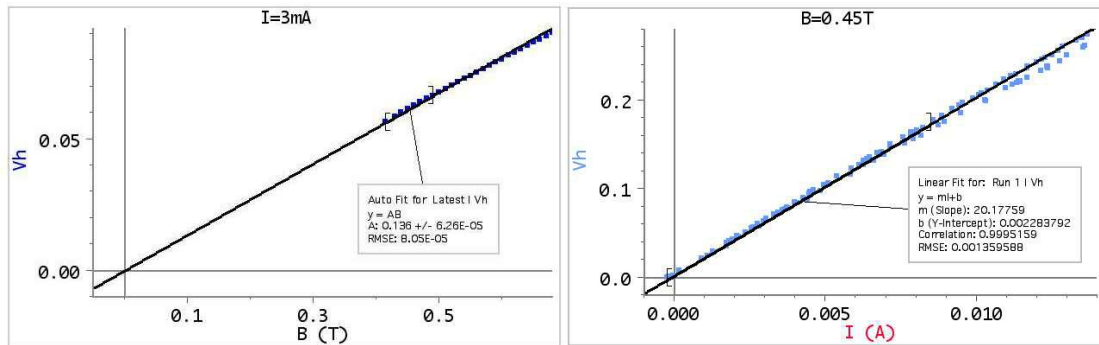 I=3mA
Vh
0.05
0.00
0.1
0.3
0.5
B (T)
Auto Fit for Latest | Vh
y = AB
A: 0.136 +/- 6.26E-05
RMSE: 8.05E-05
B=0.45T
Vh
0.2
0.1
0.0
0.000
0.005
0.010
I (A)
Linear Fit for: Run 1 | Vh
y = mI+b
m (Slope): 20.17759
b (Y-Intercept): 0.002283792
Correlation: 0.9995159
RMSE: 0.001359588